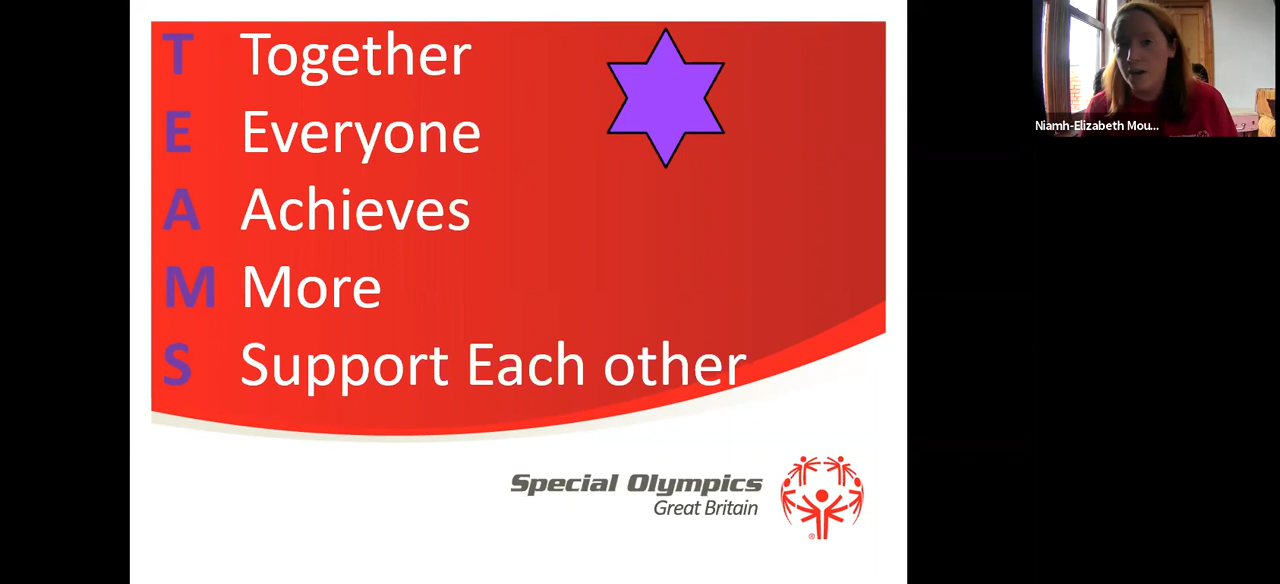 T Together
E Everyone
A Achieves
M More
S Support Each other
Special Olympics
Great Britain
®
Niamh-Elizabeth Mou...